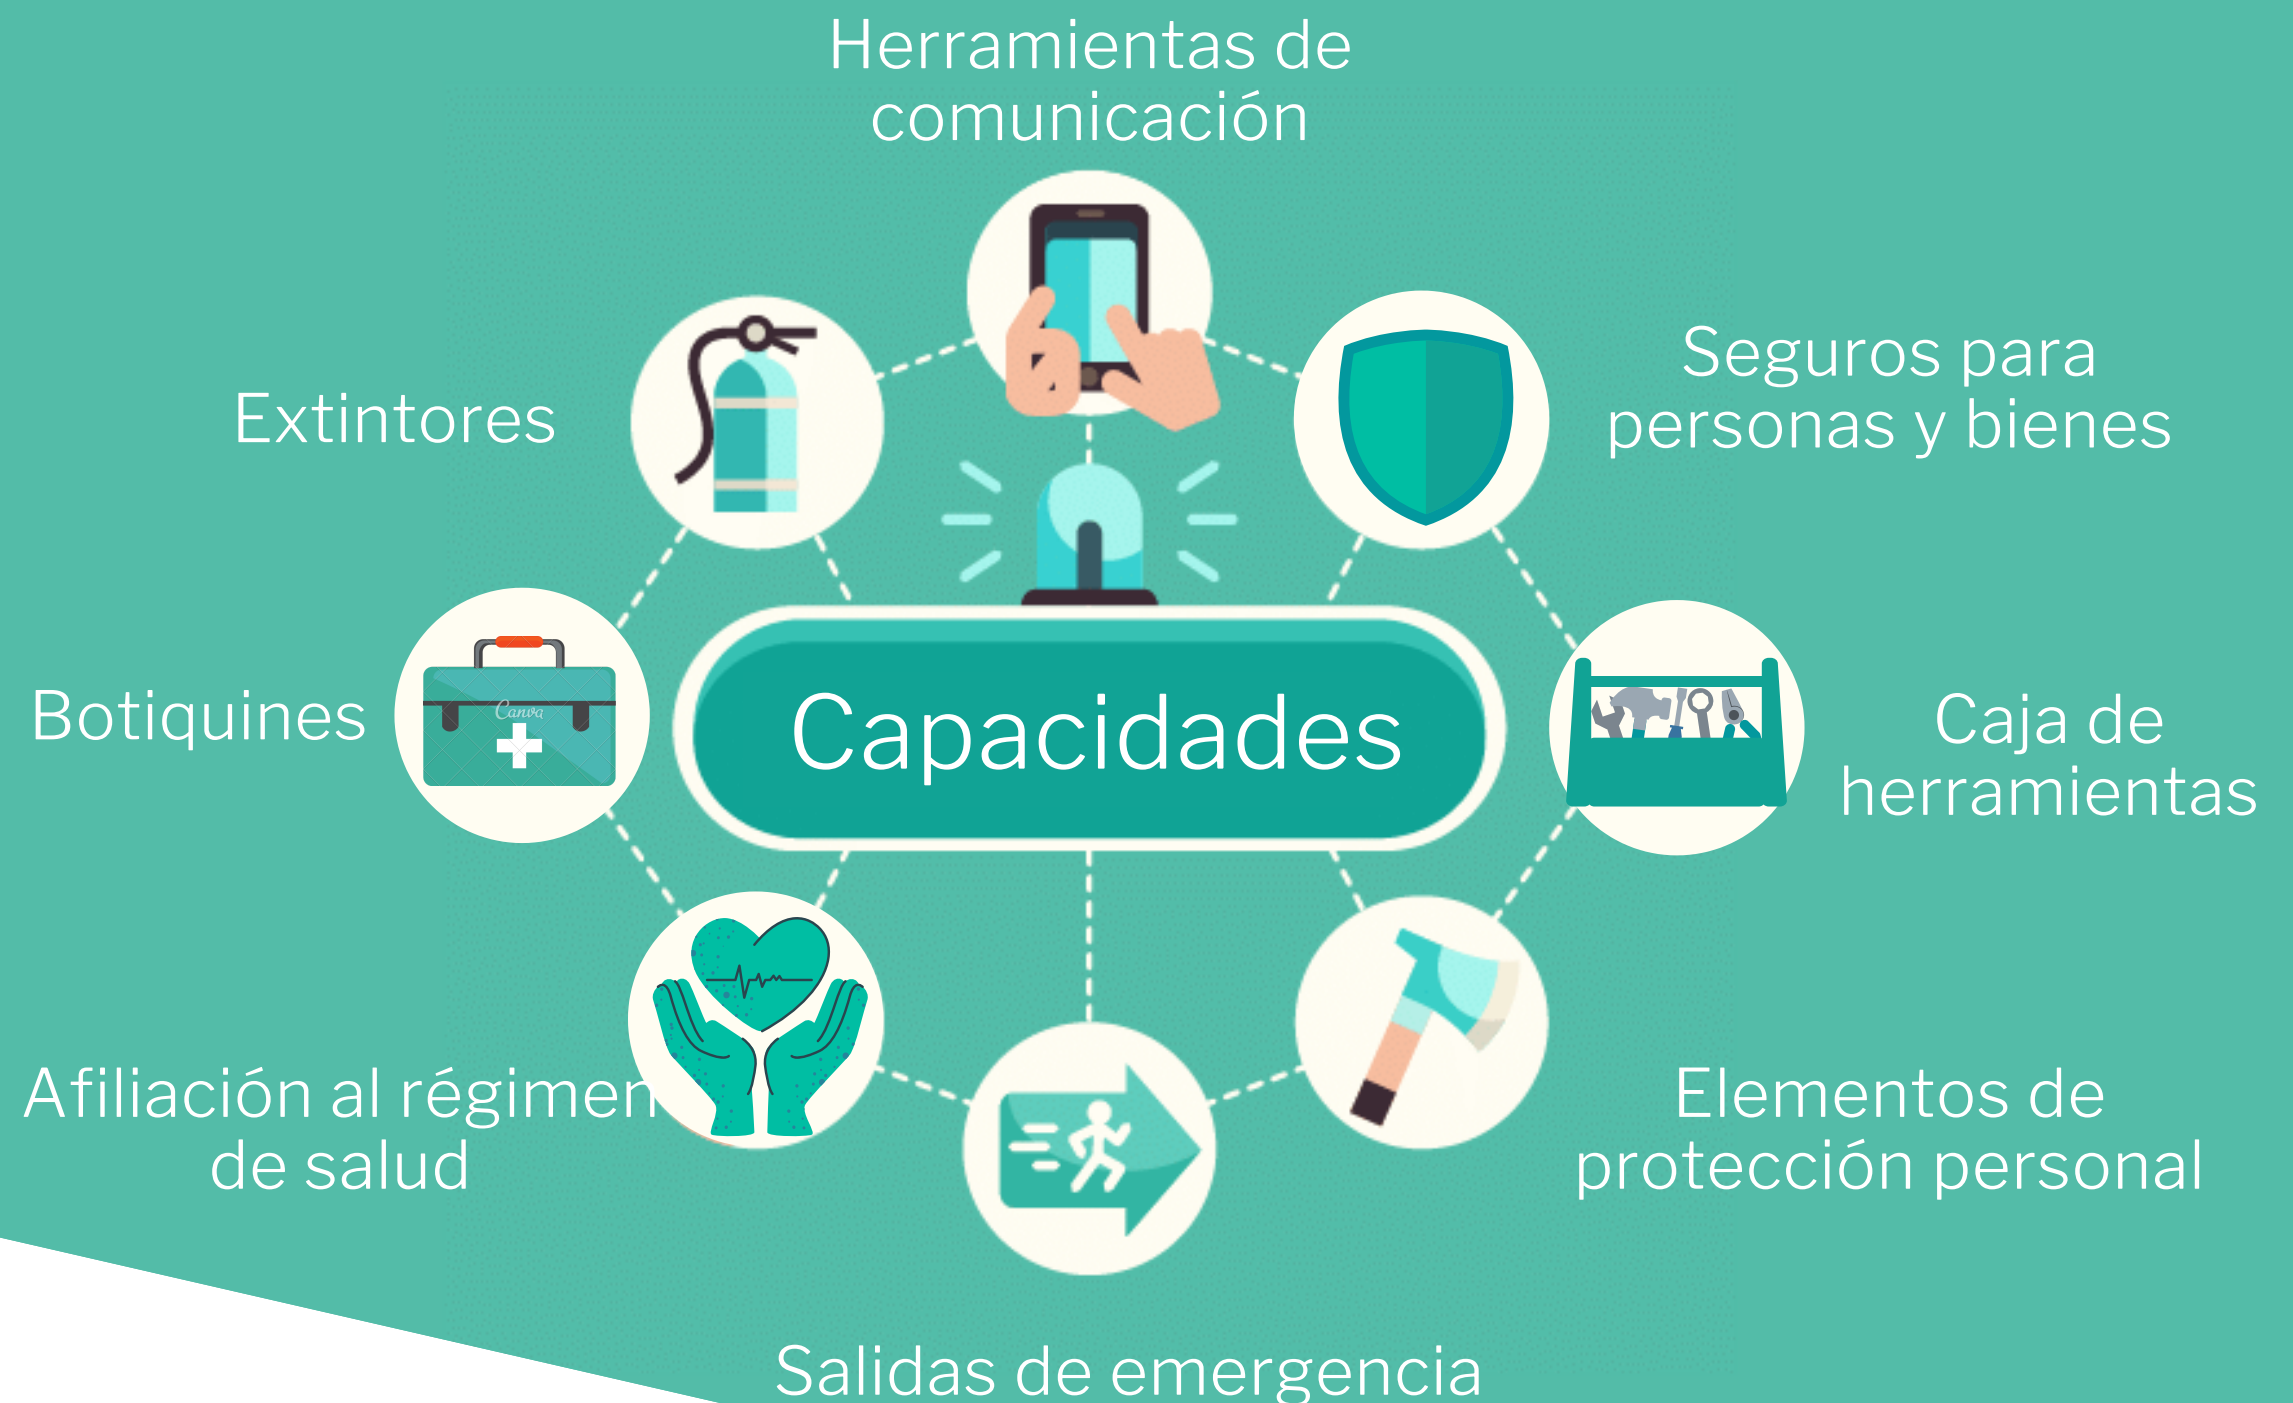 Herramientas de
comunicación
Extintores
Seguros para
personas y bienes
Botiquines
Canva
Capacidades
Caja de
herramientas
Afiliación al régimen
de salud
Elementos de
protección personal
Salidas de emergencia